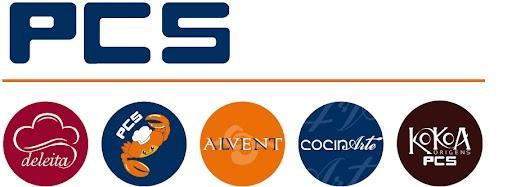 PCS
deleita
PCS
ALVENT
COCINArte
KOKOA
ORIGENS
PCS